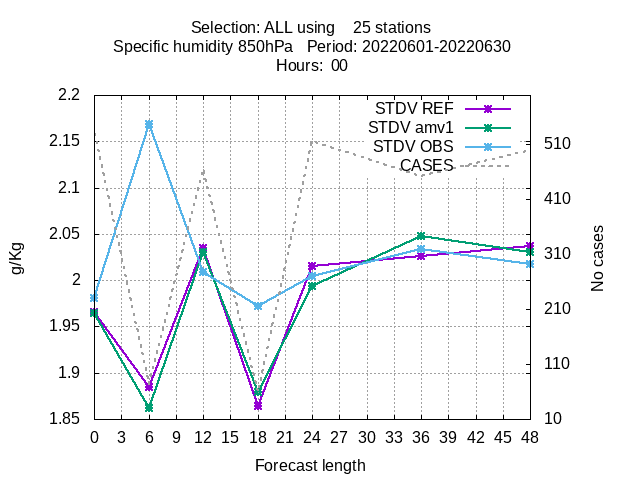 Selection: ALL using    25 stations
Specific humidity 850hPa   Period: 20220601-20220630
Hours:  00
2.2
2.15
2.1
2.05
2
1.95
1.9
1.85
g/Kg
STDV REF
STDV amv1
STDV OBS
CASES
510
410
310
210
110
10
No cases
0 3 6 9 12 15 18 21 24 27 30 33 36 39 42 45 48
Forecast length